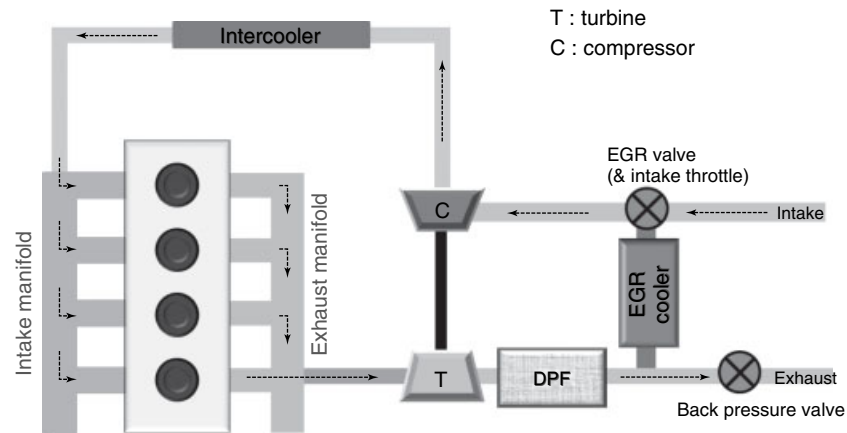 T : turbine
C : compressor
Intercooler
EGR valve
(& intake throttle)
C
Intake
Intake manifold
Exhaust manifold
EGR
cooler
T
DPF
Exhaust
Back pressure valve